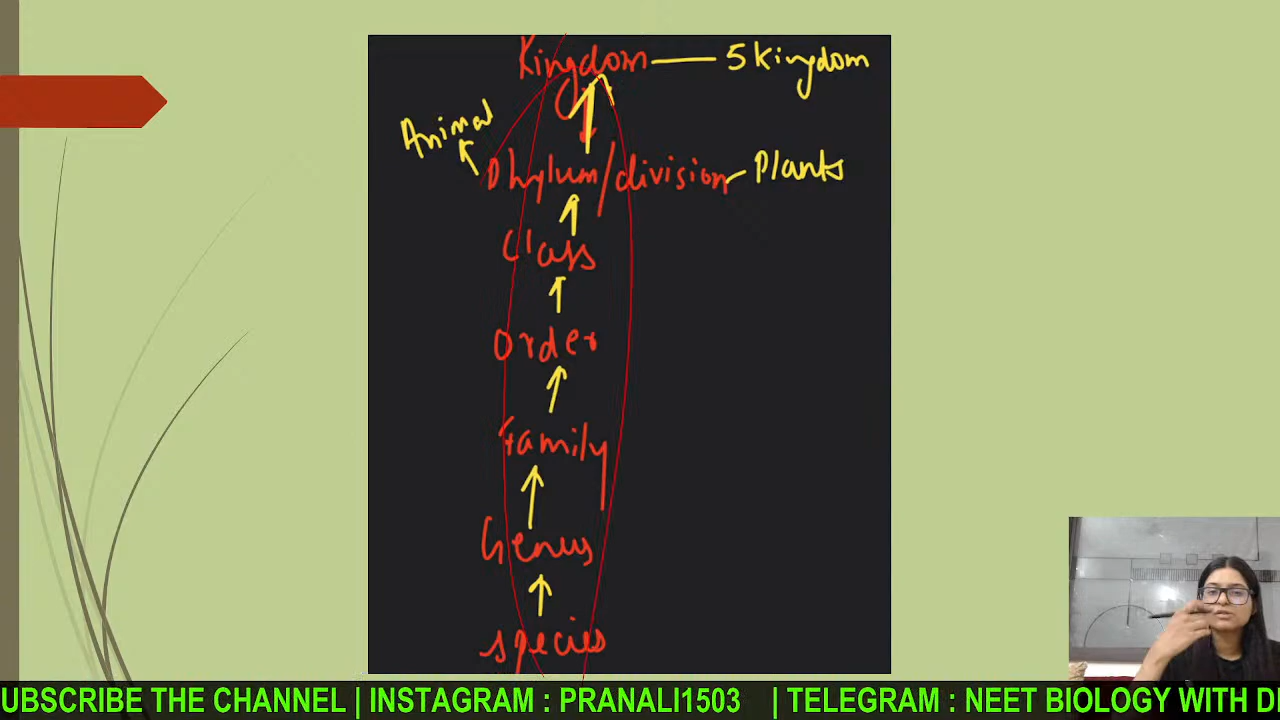 Kingdom — 5 kingdom
Animal
Phylum/division - Plants
Class
Order
Family
Genus
species
UBSCRIBE THE CHANNEL | INSTAGRAM : PRANALI1503 | TELEGRAM : NEET BIOLOGY WITH D